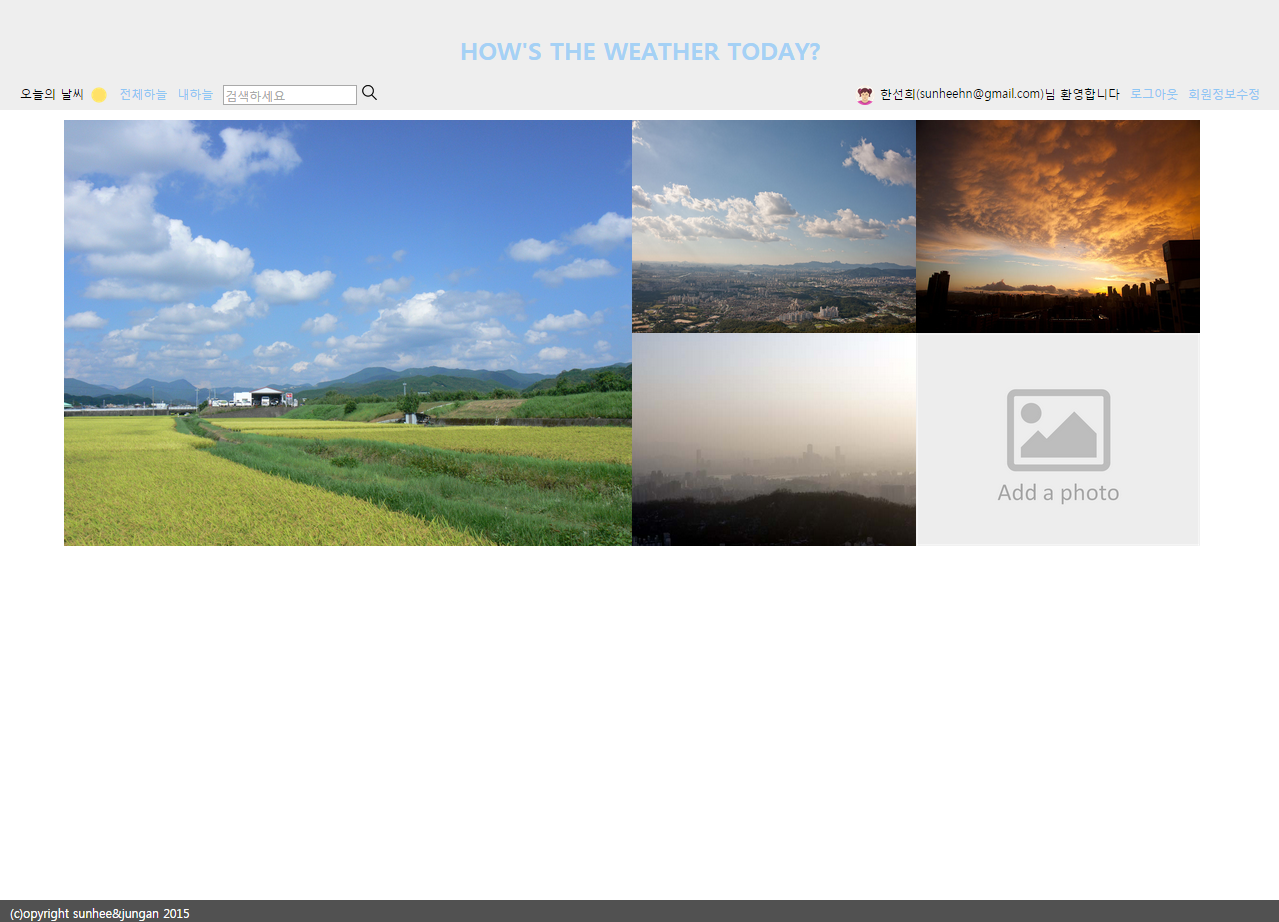 HOW'S THE WEATHER TODAY?
오늘의 날씨 전체하늘 내하늘 검색하세요 한선희(sunheehn@gmail.com)님 환영합니다 로그아웃 회원정보수정
Add a photo
(c)opyright sunhee&jungan 2015